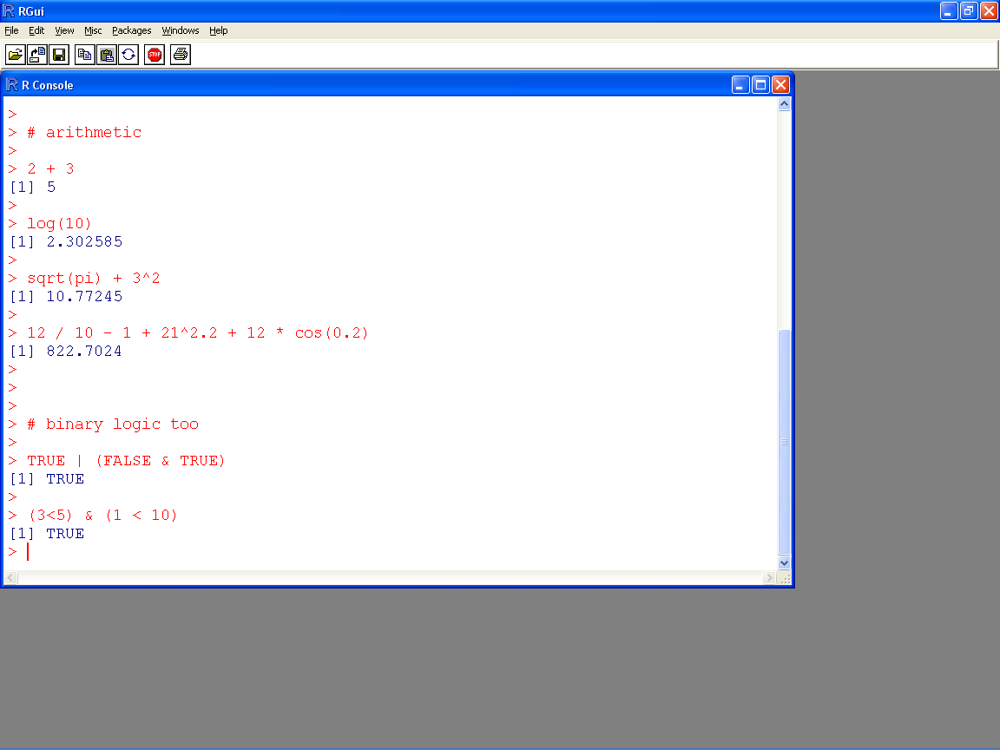 RGui
File Edit View Misc Packages Windows Help
STOP
R Console
>
> # arithmetic
>
> 2 + 3
[1] 5
>
> log(10)
[1] 2.302585
>
> sqrt(pi) + 3^2
[1] 10.77245
>
> 12 / 10 - 1 + 21^2.2 + 12 * cos(0.2)
[1] 822.7024
>
>
>
> # binary logic too
>
> TRUE | (FALSE & TRUE)
[1] TRUE
>
> (3<5) & (1 < 10)
[1] TRUE
>